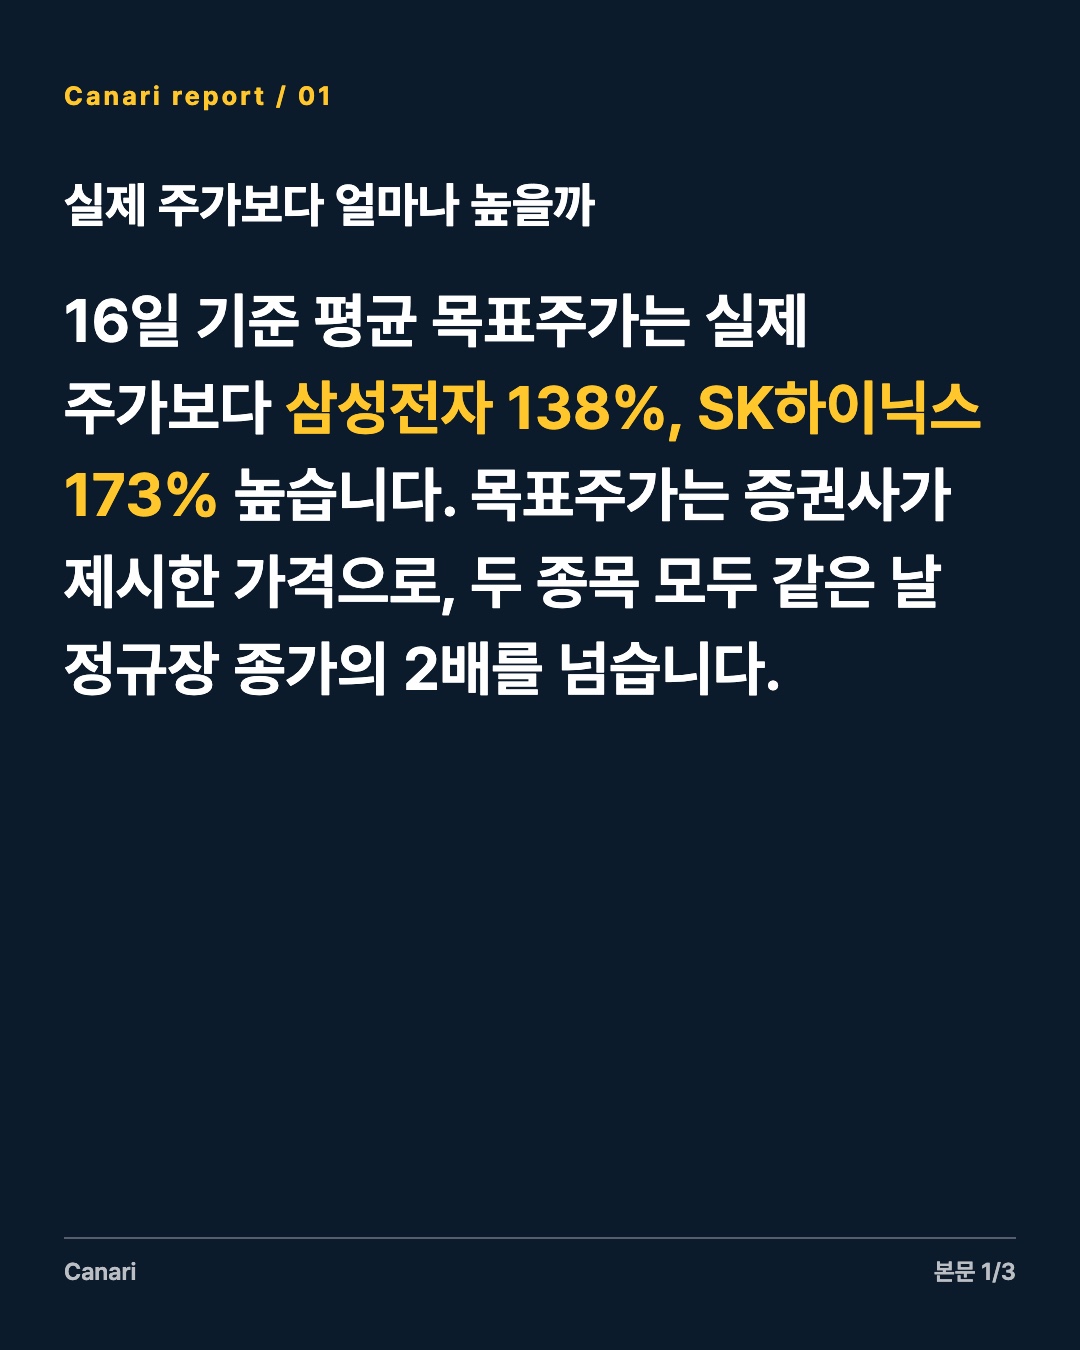 Canari report / 01
실제 주가보다 얼마나 높을까
16일 기준 평균 목표주가는 실제
주가보다 삼성전자 138%, SK하이닉스
173% 높습니다. 목표주가는 증권사가
제시한 가격으로, 두 종목 모두 같은 날
정규장 종가의 2배를 넘습니다.
Canari
본문 1/3